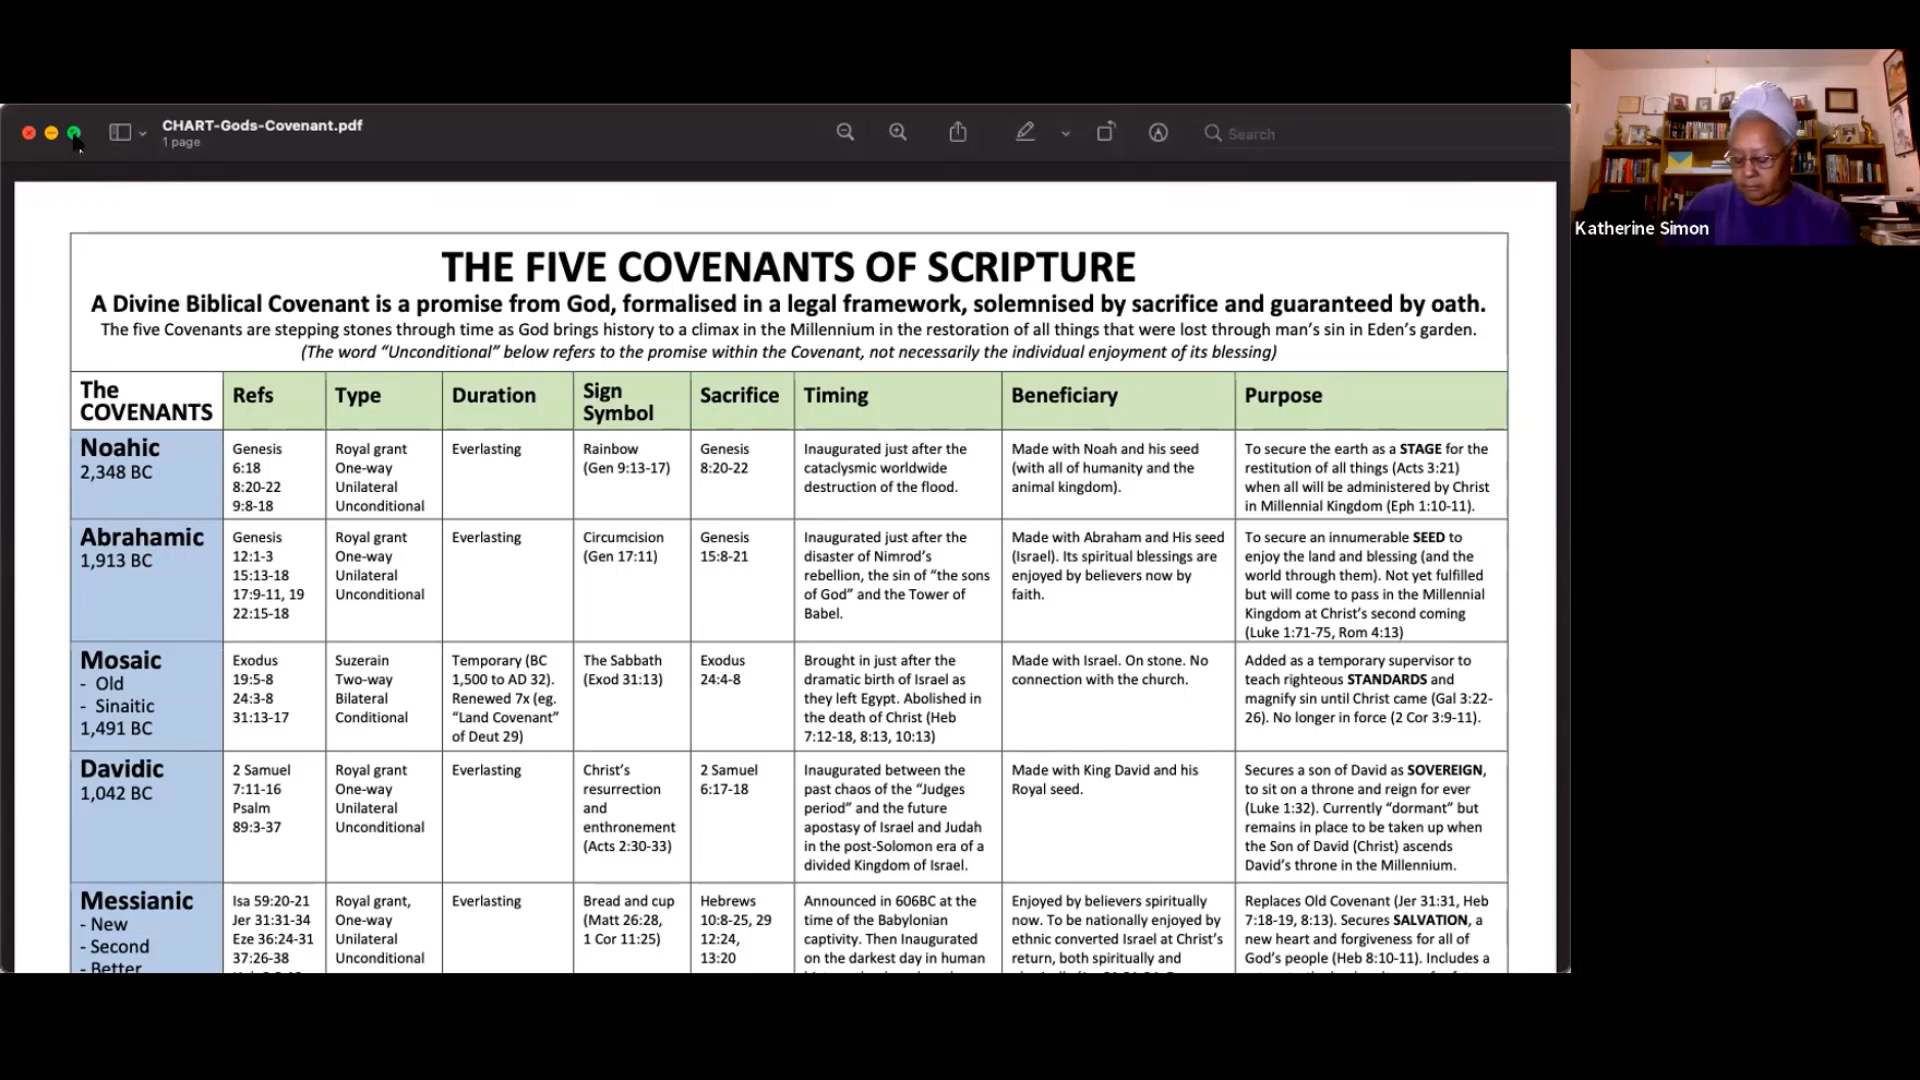 CHART-Gods-Covenant.pdf
1 page
Search
Katherine Simon
THE FIVE COVENANTS OF SCRIPTURE
A Divine Biblical Covenant is a promise from God, formalised in a legal framework, solemnised by sacrifice and guaranteed by oath.
The five Covenants are stepping stones through time as God brings history to a climax in the Millennium in the restoration of all things that were lost through man's sin in Eden's garden.
(The word "Unconditional" below refers to the promise within the Covenant, not necessarily the individual enjoyment of its blessing)
The
COVENANTS
Refs
Type
Duration
Sign
Symbol
Sacrifice
Timing
Beneficiary
Purpose
Noahic
2,348 BC
Genesis
6:18
8:20-22
9:8-18
Royal grant
One-way
Unilateral
Unconditional
Everlasting
Rainbow
(Gen 9:13-17)
Genesis
8:20-22
Inaugurated just after the
cataclysmic worldwide
destruction of the flood.
Made with Noah and his seed
(with all of humanity and the
animal kingdom).
To secure the earth as a STAGE for the
restitution of all things (Acts 3:21)
when all will be administered by Christ
in Millennial Kingdom (Eph 1:10-11).
Abrahamic
1,913 BC
Genesis
12:1-3
15:13-18
17:9-11, 19
22:15-18
Royal grant
One-way
Unilateral
Unconditional
Everlasting
Circumcision
(Gen 17:11)
Genesis
15:8-21
Inaugurated just after the
disaster of Nimrod's
rebellion, the sin of "the sons
of God" and the Tower of
Babel.
Made with Abraham and His seed
(Israel). Its spiritual blessings are
enjoyed by believers now by
faith.
To secure an innumerable SEED to
enjoy the land and blessing (and the
world through them). Not yet fulfilled
but will come to pass in the Millennial
Kingdom at Christ's second coming
(Luke 1:71-75, Rom 4:13)
Mosaic
- Old
- Sinaitic
1,491 BC
Exodus
19:5-8
24:3-8
31:13-17
Suzerain
Two-way
Bilateral
Conditional
Temporary (BC
1,500 to AD 32).
Renewed 7x (eg.
"Land Covenant"
of Deut 29)
The Sabbath
(Exod 31:13)
Exodus
24:4-8
Brought in just after the
dramatic birth of Israel as
they left Egypt. Abolished in
the death of Christ (Heb
7:12-18, 8:13, 10:13)
Made with Israel. On stone. No
connection with the church.
Added as a temporary supervisor to
teach righteous STANDARDS and
magnify sin until Christ came (Gal 3:22-
26). No longer in force (2 Cor 3:9-11).
Davidic
1,042 BC
2 Samuel
7:11-16
Psalm
89:3-37
Royal grant
One-way
Unilateral
Unconditional
Everlasting
Christ's
resurrection
and
enthronement
(Acts 2:30-33)
2 Samuel
6:17-18
Inaugurated between the
past chaos of the "Judges
period" and the future
apostasy of Israel and Judah
in the post-Solomon era of a
divided Kingdom of Israel.
Made with King David and his
Royal seed.
Secures a son of David as SOVEREIGN,
to sit on a throne and reign for ever
(Luke 1:32). Currently "dormant" but
remains in place to be taken up when
the Son of David (Christ) ascends
David's throne in the Millennium.
Messianic
- New
- Second
- Better
Isa 59:20-21
Jer 31:31-34
Eze 36:24-31
37:26-38
Royal grant,
One-way
Unilateral
Unconditional
Everlasting
Bread and cup
(Matt 26:28,
1 Cor 11:25)
Hebrews
10:8-25, 29
12:24,
13:20
Announced in 606BC at the
time of the Babylonian
captivity. Then Inaugurated
on the darkest day in human
Enjoyed by believers spiritually
now. To be nationally enjoyed by
ethnic converted Israel at Christ's
return, both spiritually and
Replaces Old Covenant (Jer 31:31, Heb
7:18-19, 8:13). Secures SALVATION, a
new heart and forgiveness for all of
God's people (Heb 8:10-11). Includes a